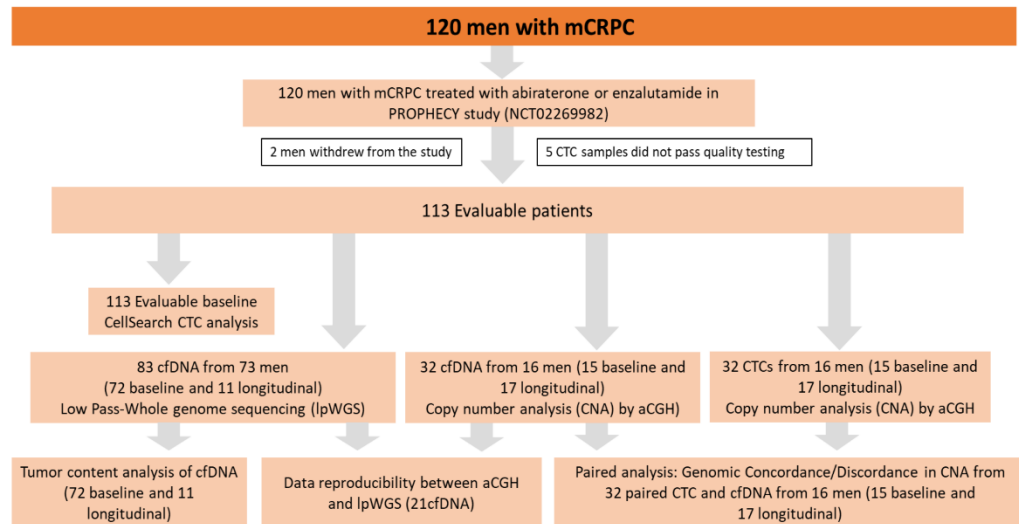 120 men with mCRPC
120 men with mCRPC treated with abiraterone or enzalutamide in
PROPHECY study (NCT02269982)
2 men withdrew from the study
5 CTC samples did not pass quality testing
113 Evaluable patients
113 Evaluable baseline
CellSearch CTC analysis
83 cfDNA from 73 men
(72 baseline and 11 longitudinal)
Low Pass-Whole genome sequencing (lpWGS)
32 cfDNA from 16 men (15 baseline and
17 longitudinal)
Copy number analysis (CNA) by aCGH)
32 CTCs from 16 men (15 baseline and
17 longitudinal)
Copy number analysis (CNA) by aCGH
Tumor content analysis of cfDNA
(72 baseline and 11
longitudinal)
Data reproducibility between aCGH
and lpWGS (21cfDNA)
Paired analysis: Genomic Concordance/Discordance in CNA from
32 paired CTC and cfDNA from 16 men (15 baseline and
17 longitudinal)